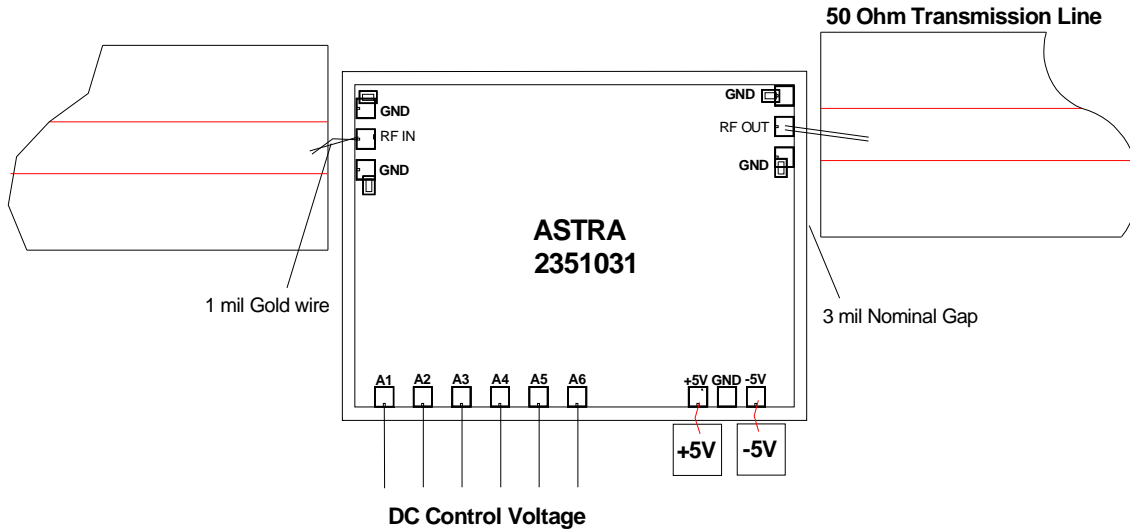 50 Ohm Transmission Line
GND
GND
RF IN
RF OUT
GND
GND
ASTRA
2351031
1 mil Gold wire
3 mil Nominal Gap
A1 A2 A3 A4 A5 A6 +5V GND -5V
+5V -5V
DC Control Voltage